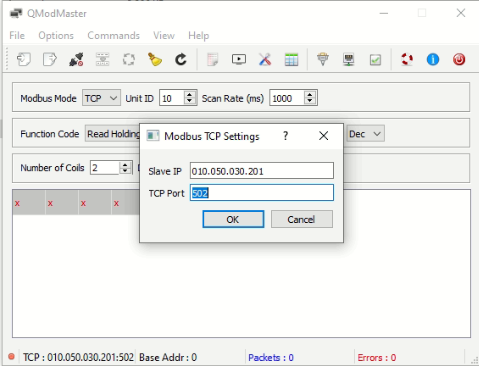 QModMaster
File Options Commands View Help
Modbus Mode TCP Unit ID 10 Scan Rate (ms) 1000
Function Code Read Holding Dec
Modbus TCP Settings ?
Number of Coils 2
Slave IP 010.050.030.201
TCP Port 502
OK Cancel
x x x x
TCP : 010.050.030.201:502 Base Addr : 0 Packets : 0 Errors : 0